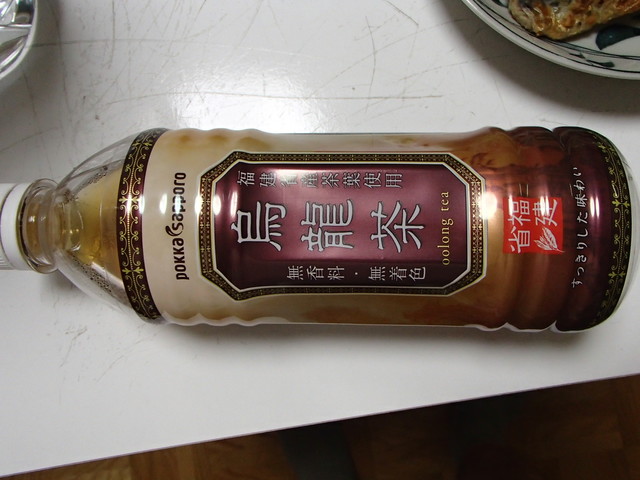 pokka sapporo
福建省産茶葉使用
烏龍茶
oolong tea
無香料・無着色
福建省
すっきりした味わい